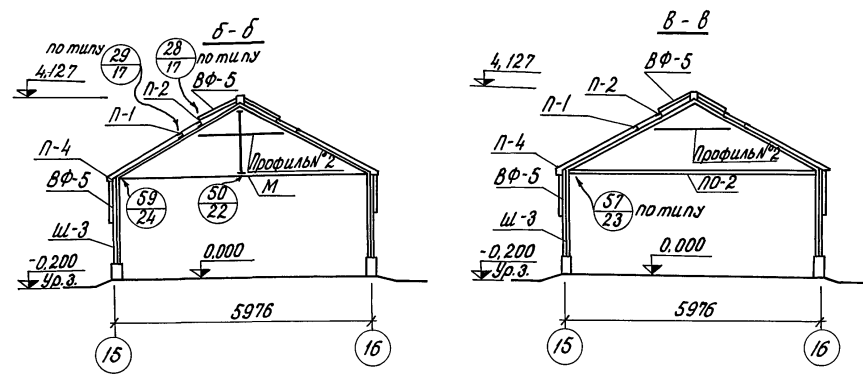 б-б
по типу
29
17
28
17
по типу
ВФ-5
4,127
П-2
П-1
П-4
Профиль№2
ВФ-5
М
59
24
50
22
Ш-3
-0,200
Ур.з.
0,000
5976
15
16
В-В
4,127
ВФ-5
П-2
П-1
П-4
Профиль№2
ВФ-5
ПО-2
57
23
по типу
Ш-3
-0,200
Ур.з.
0.000
5976
15
16